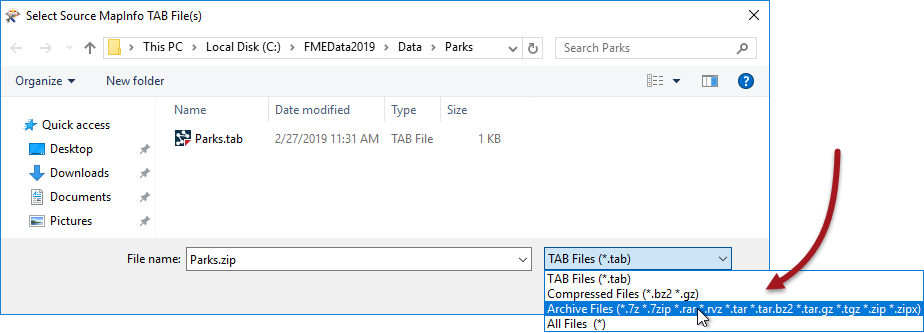 Select Source MapInfo TAB File(s)
This PC > Local Disk (C:) > FMEData2019 > Data > Parks
Search Parks
Organize
New folder
Name Date modified Type Size
Quick access
Desktop
Downloads
Documents
Pictures
Parks.tab 2/27/2019 11:31 AM TAB File 1 KB
File name: Parks.zip
TAB Files (*.tab)
TAB Files (*.tab)
Compressed Files (*.bz2 *.gz)
Archive Files (*.7z *.7zip *.rar *.rvz *.tar *.tar.bz2 *.tar.gz *.tgz *.zip *.zipx)
All Files (*)